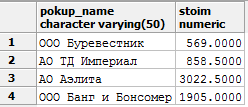 pokup_name stoim
character varying(50) numeric
1 ООО Буревестник 569.0000
2 АО ТД Империал 858.5000
3 АО Аэлита 3022.5000
4 ООО Банг и Бонсомер 1905.0000